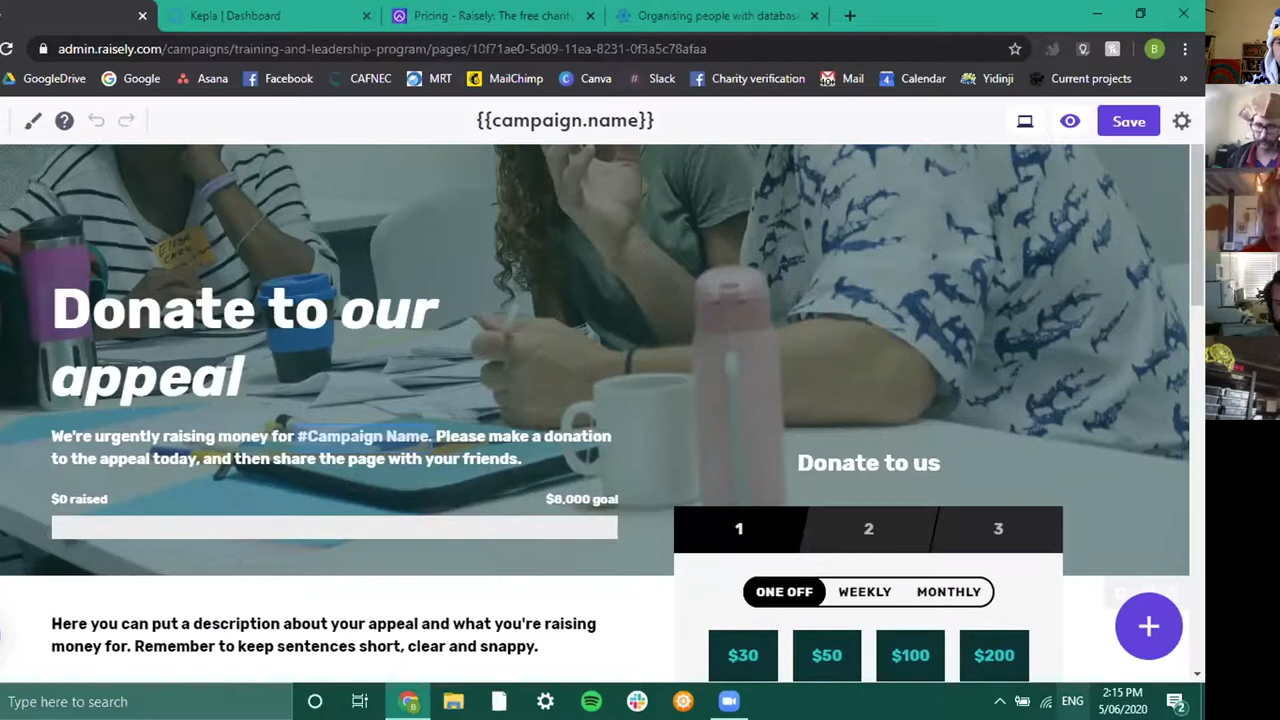 Kepla | Dashboard
Pricing - Raisely: The free charity
Organising people with database
admin.raisely.com/campaigns/training-and-leadership-program/pages/10f71ae0-5d09-11ea-8231-0f3a5c78afaa
B
GoogleDrive
Google
Asana
Facebook
CAFNEC
MRT
MailChimp
Canva
Slack
Charity verification
Mail
Calendar
Yidinji
Current projects
»
{{campaign.name}}
Save
Donate to our
appeal
We're urgently raising money for #Campaign Name. Please make a donation
to the appeal today, and then share the page with your friends.
$0 raised
$8,000 goal
Donate to us
1
2
3
ONE OFF
WEEKLY
MONTHLY
Here you can put a description about your appeal and what you're raising
money for. Remember to keep sentences short, clear and snappy.
$30
$50
$100
$200
Type here to search
ENG
2:15 PM
5/06/2020
2